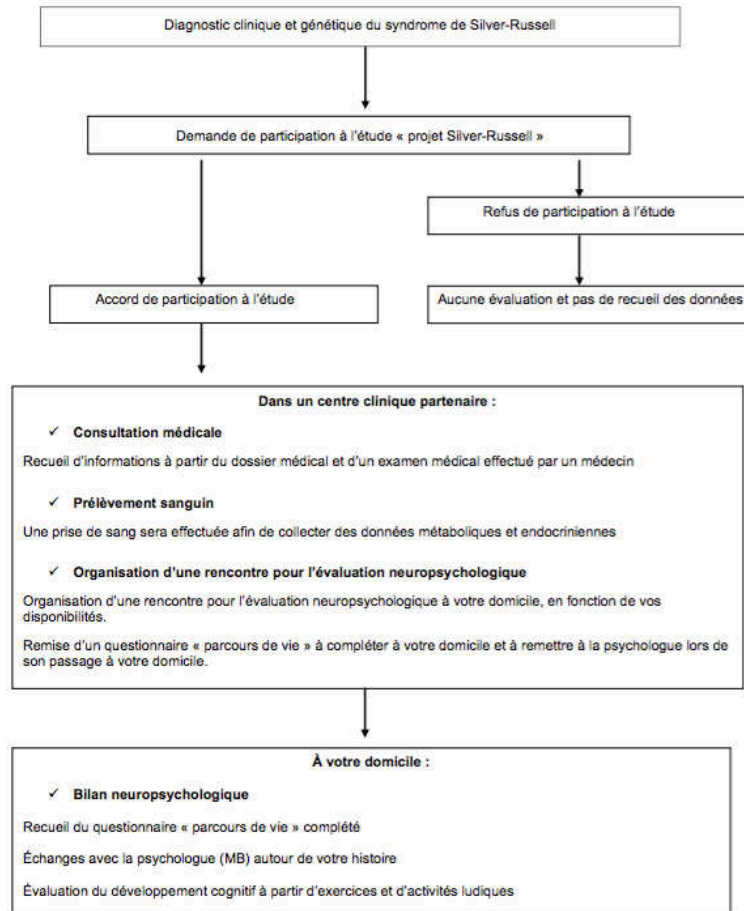 Diagnostic clinique et génétique du syndrome de Silver-Russell
Demande de participation à l'étude « projet Silver-Russell »
Refus de participation à l'étude
Accord de participation à l'étude
Aucune évaluation et pas de recueil des données
Dans un centre clinique partenaire :
✓ Consultation médicale
Recueil d'informations à partir du dossier médical et d'un examen médical effectué par un médecin
✓ Prélèvement sanguin
Une prise de sang sera effectuée afin de collecter des données métaboliques et endocriniennes
✓ Organisation d'une rencontre pour l'évaluation neuropsychologique
Organisation d'une rencontre pour l'évaluation neuropsychologique à votre domicile, en fonction de vos
disponibilités.
Remise d'un questionnaire « parcours de vie » à compléter à votre domicile et à remettre à la psychologue lors de
son passage à votre domicile.
À votre domicile :
✓ Bilan neuropsychologique
Recueil du questionnaire « parcours de vie » complété
Échanges avec la psychologue (MB) autour de votre histoire
Évaluation du développement cognitif à partir d'exercices et d'activités ludiques